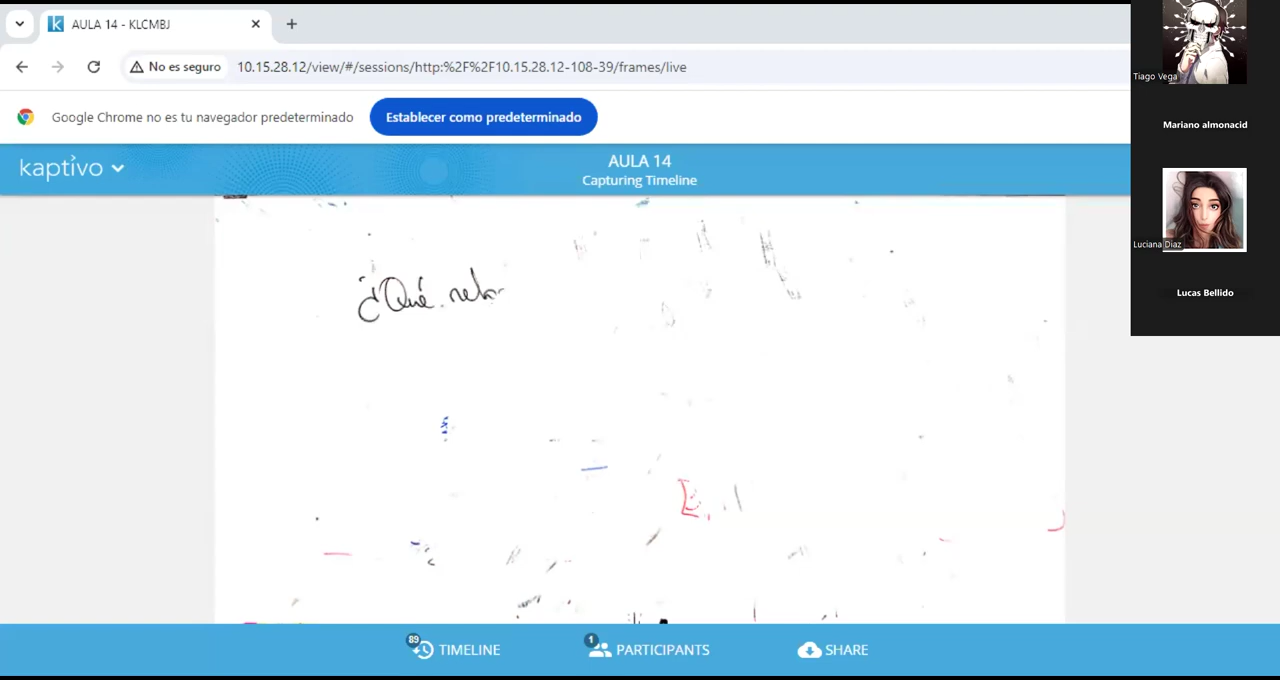 AULA 14 - KLCMBJ
No es seguro
10.15.28.12/view/#/sessions/http:%2F%2F10.15.28.12-108-39/frames/live
Google Chrome no es tu navegador predeterminado
Establecer como predeterminado
kaptivo
AULA 14
Capturing Timeline
¿Qué
89
TIMELINE
1
PARTICIPANTS
SHARE
Tiago Vega
Mariano almonacid
Luciana Diaz
Lucas Bellido